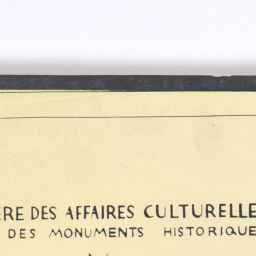 ERE DES AFFAIRES CULTURELLE
DES MONUMENTS HISTORIQUE